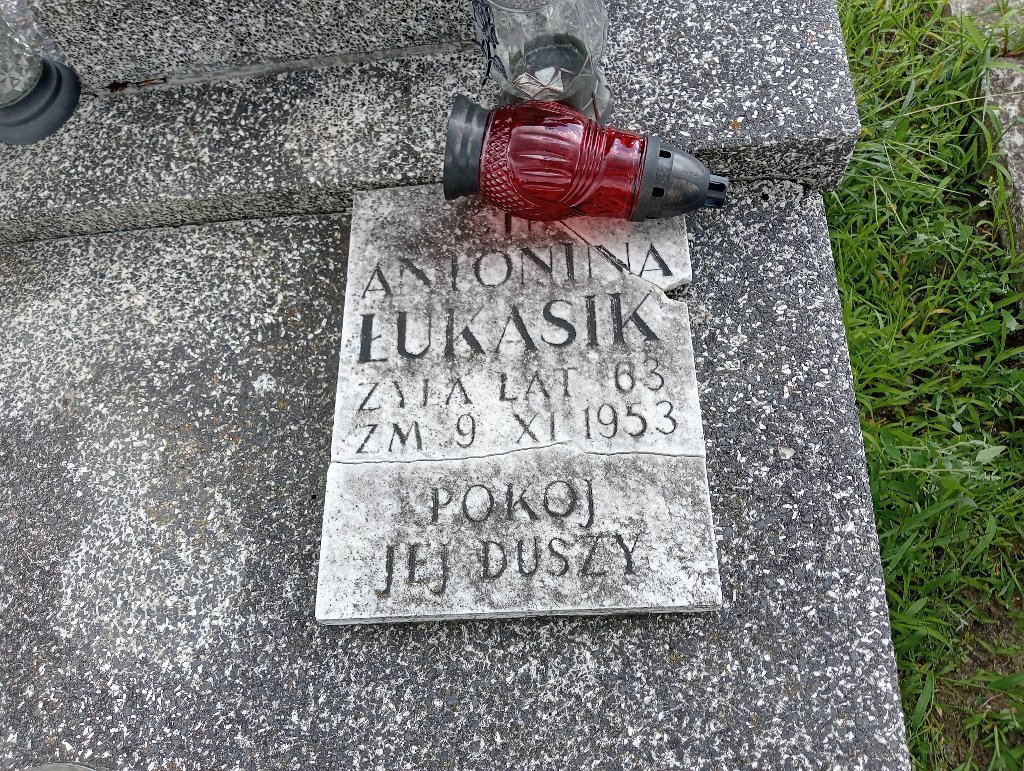 ANTONINA
ŁUKASIK
ŻYŁA LAT 63
ZM 9 XI 1953
POKÓJ
JEJ DUSZY